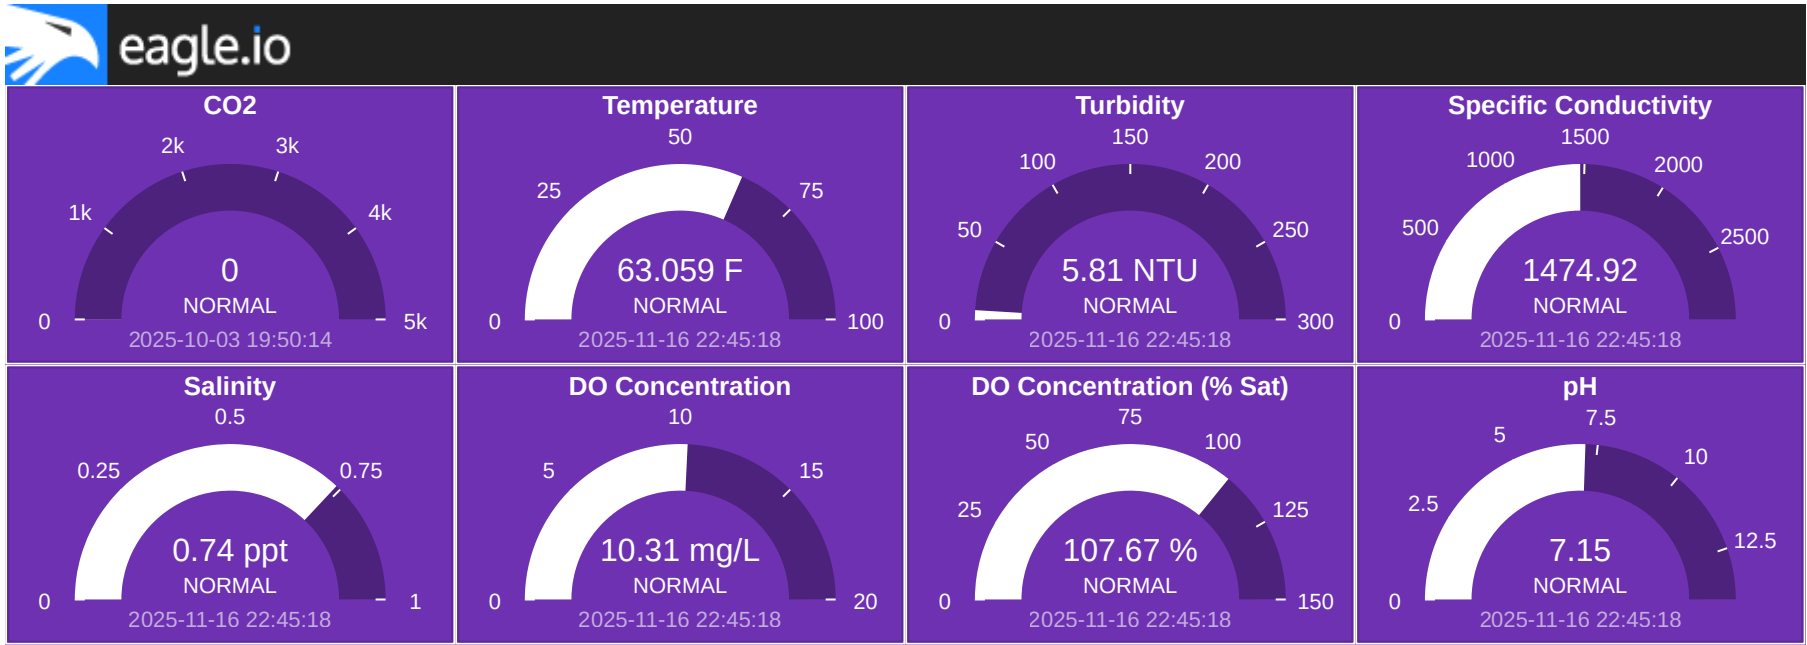 eagle.io
CO2
2k 3k
1k 4k
0
NORMAL
0 5k
2025-10-03 19:50:14
Temperature
50
25 75
63.059 F
NORMAL
0 100
2025-11-16 22:45:18
Turbidity
150
100 200
50 250
5.81 NTU
NORMAL
0 300
2025-11-16 22:45:18
Specific Conductivity
1500
1000 2000
500 2500
1474.92
NORMAL
0
2025-11-16 22:45:18
Salinity
0.5
0.25 0.75
0.74 ppt
NORMAL
0 1
2025-11-16 22:45:18
DO Concentration
10
5 15
10.31 mg/L
NORMAL
0 20
2025-11-16 22:45:18
DO Concentration (% Sat)
75
50 100
25 125
107.67 %
NORMAL
0 150
2025-11-16 22:45:18
pH
7.5
5 10
2.5 12.5
7.15
NORMAL
0
2025-11-16 22:45:18